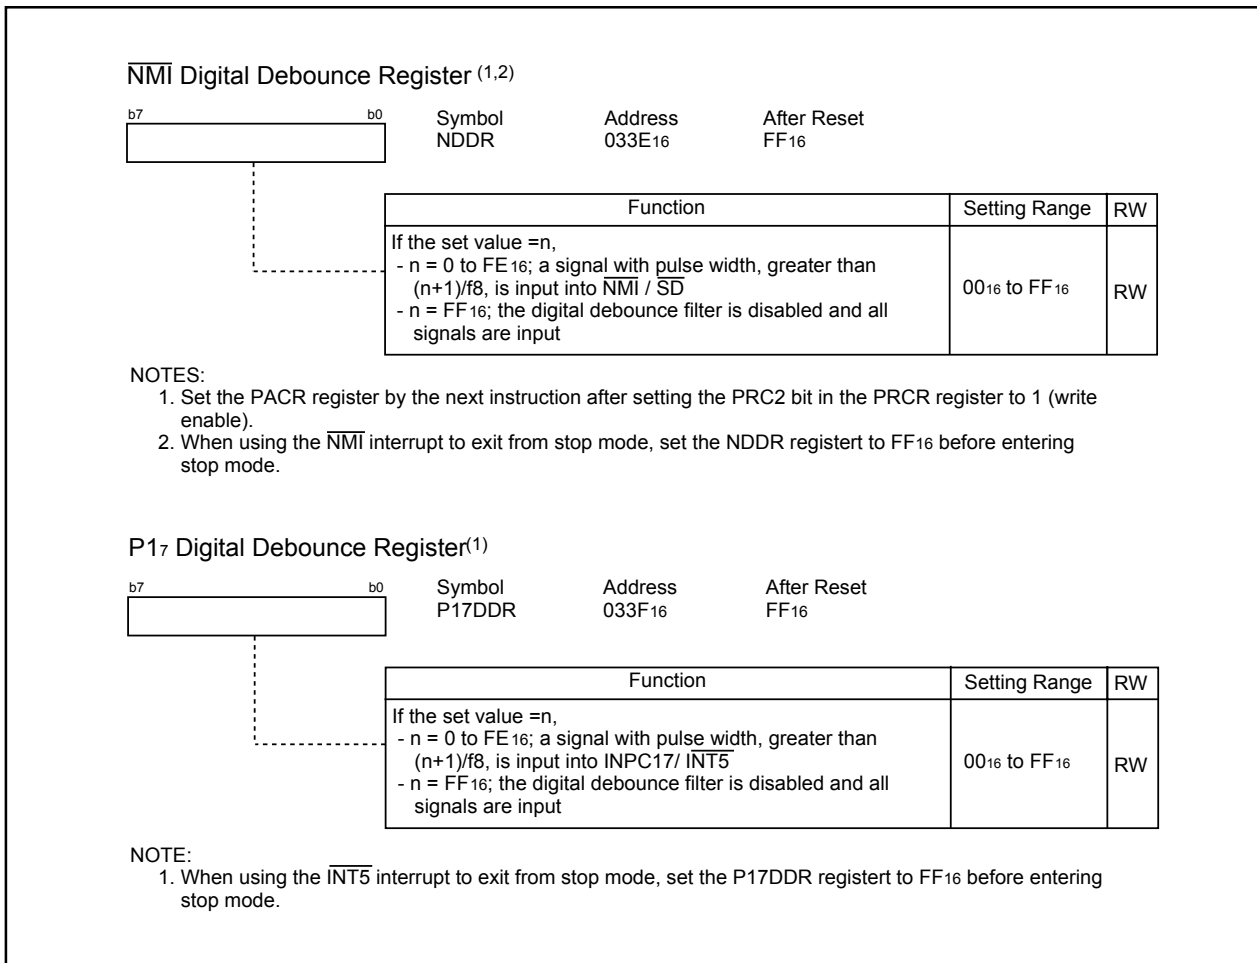 NMI Digital Debounce Register (1,2)
b7 b0 Symbol Address After Reset
NDDR 033E16 FF16
Function Setting Range RW
If the set value =n,
- n = 0 to FE16; a signal with pulse width, greater than
(n+1)/f8, is input into NMI / SD
- n = FF16; the digital debounce filter is disabled and all
signals are input
0016 to FF16 RW
NOTES:
1. Set the PACR register by the next instruction after setting the PRC2 bit in the PRCR register to 1 (write
enable).
2. When using the NMI interrupt to exit from stop mode, set the NDDR registert to FF16 before entering
stop mode.
P17 Digital Debounce Register(1)
b7 b0 Symbol Address After Reset
P17DDR 033F16 FF16
Function Setting Range RW
If the set value =n,
- n = 0 to FE16; a signal with pulse width, greater than
(n+1)/f8, is input into INPC17/ INT5
- n = FF16; the digital debounce filter is disabled and all
signals are input
0016 to FF16 RW
NOTE:
1. When using the INT5 interrupt to exit from stop mode, set the P17DDR registert to FF16 before entering
stop mode.